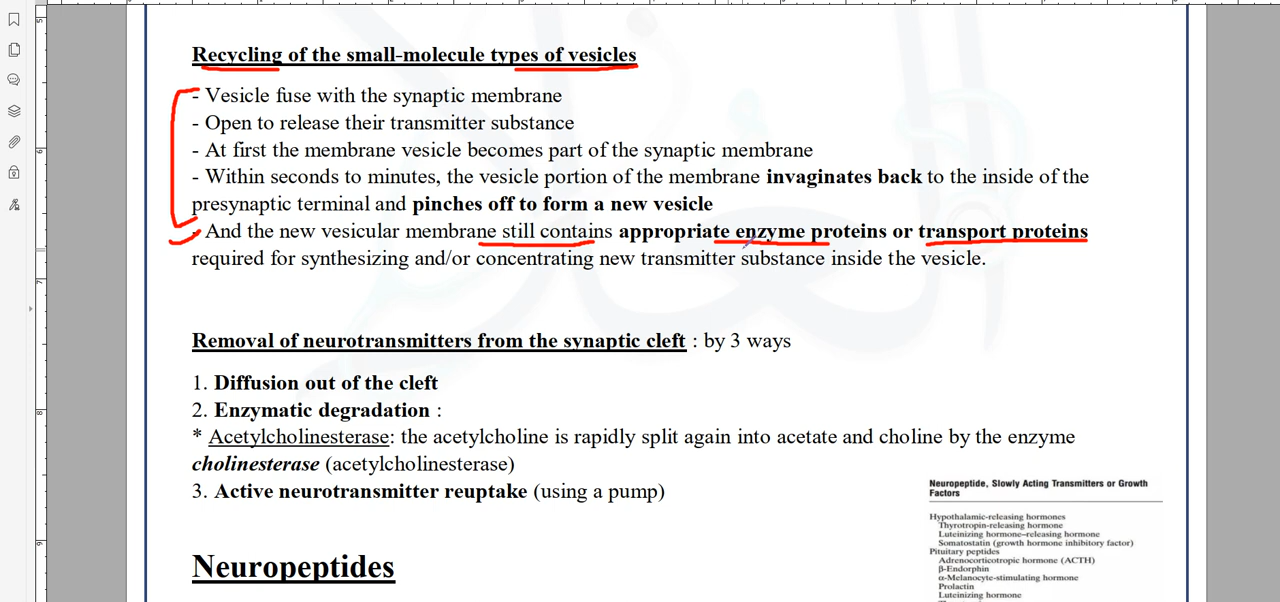 Recycling of the small-molecule types of vesicles
- Vesicle fuse with the synaptic membrane
- Open to release their transmitter substance
- At first the membrane vesicle becomes part of the synaptic membrane
- Within seconds to minutes, the vesicle portion of the membrane invaginates back to the inside of the
presynaptic terminal and pinches off to form a new vesicle
- And the new vesicular membrane still contains appropriate enzyme proteins or transport proteins
required for synthesizing and/or concentrating new transmitter substance inside the vesicle.
Removal of neurotransmitters from the synaptic cleft : by 3 ways
1. Diffusion out of the cleft
2. Enzymatic degradation :
* Acetylcholinesterase: the acetylcholine is rapidly split again into acetate and choline by the enzyme
cholinesterase (acetylcholinesterase)
3. Active neurotransmitter reuptake (using a pump)
Neuropeptides
Neuropeptide, Slowly Acting Transmitters or Growth
Factors
Hypothalamic-releasing hormones
Thyrotropin-releasing hormone
Luteinizing hormone–releasing hormone
Somatostatin (growth hormone inhibitory factor)
Pituitary peptides
Adrenocorticotropic hormone (ACTH)
β-Endorphin
α-Melanocyte-stimulating hormone
Prolactin
Luteinizing hormone